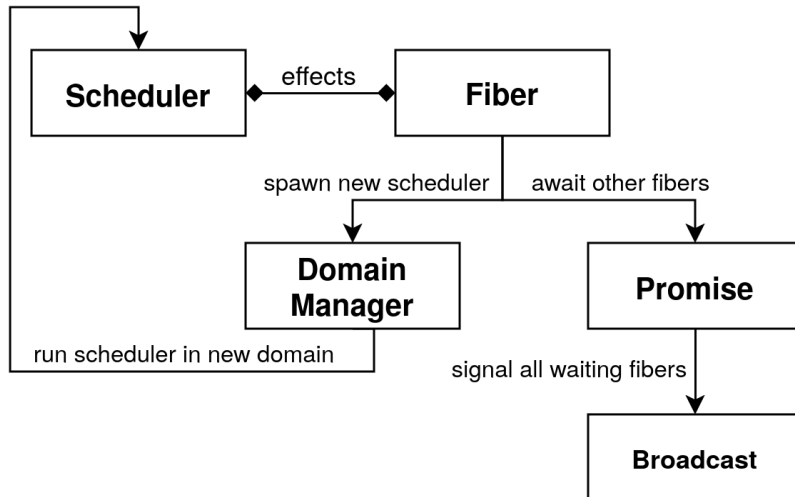 effects
Scheduler
Fiber
spawn new scheduler
await other fibers
Domain
Manager
Promise
run scheduler in new domain
signal all waiting fibers
Broadcast